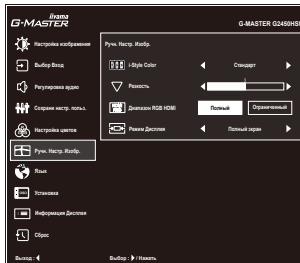 iiyama
G-MASTER
G-MASTER G2450HSU
Настройка изображения
Выбор Вход
Регулировка аудио
Сохрани настр. польз.
Настройка цветов
Ручн. Настр. Изобр.
Язык
Установка
Информация Дисплея
Сброс
Ручн. Настр. Изобр.
i-Style Color
Стандарт
Резкость
Диапазон RGB HDMI
Полный
Ограниченный
Режим Дисплея
Полный экран
Выход :
Выбор : / Нажать